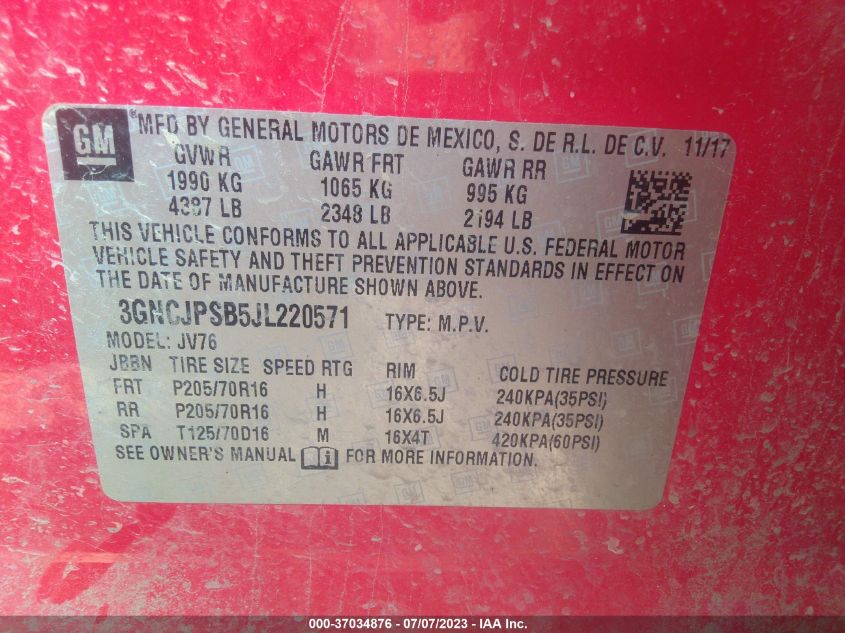 GM
MFD BY GENERAL MOTORS DE MEXICO, S. DE R.L. DE C.V. 11/17
GVWR GAWR FRT GAWR RR
1990 KG 1065 KG 995 KG
4387 LB 2348 LB 2194 LB
THIS VEHICLE CONFORMS TO ALL APPLICABLE U.S. FEDERAL MOTOR
VEHICLE SAFETY AND THEFT PREVENTION STANDARDS IN EFFECT ON
THE DATE OF MANUFACTURE SHOWN ABOVE.
3GNCJPSB5JL220571 TYPE: M.P.V.
MODEL: JV76
JBBN TIRE SIZE SPEED RTG RIM COLD TIRE PRESSURE
FRT P205/70R16 H 16X6.5J 240KPA(35PSI)
RR P205/70R16 H 16X6.5J 240KPA(35PSI)
SPA T125/70D16 M 16X4T 420KPA(60PSI)
SEE OWNER'S MANUAL FOR MORE INFORMATION.
000-37034876 - 07/07/2023 - IAA Inc.